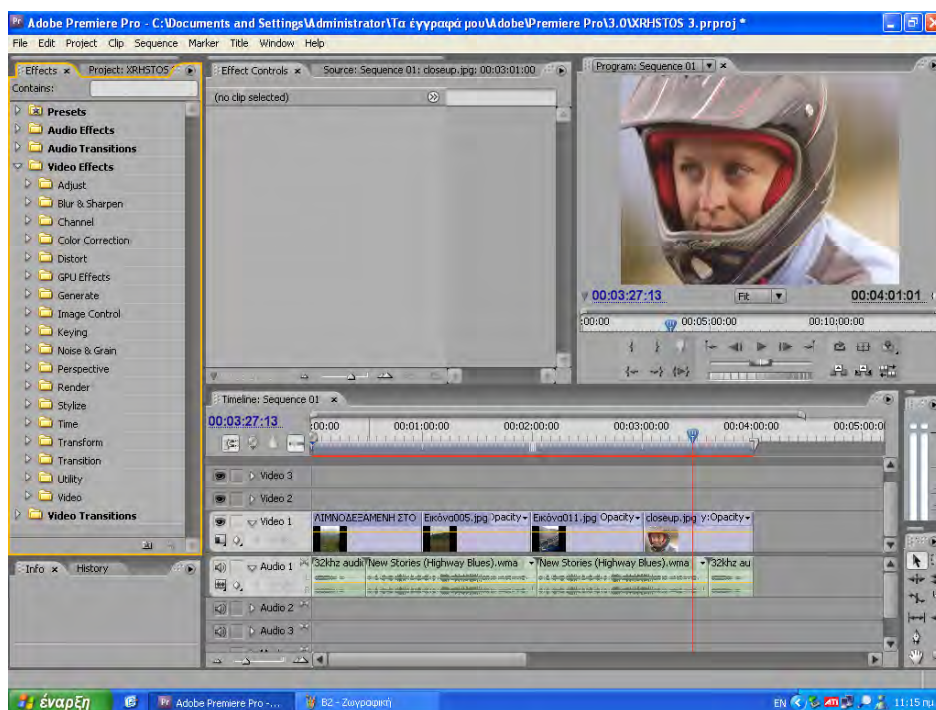 Adobe Premiere Pro - C:\Documents and Settings\Administrator\Τα έγγραφά μου\Adobe\Premiere Pro\3.0\XRHSTOS 3.prproj *
File Edit Project Clip Sequence Marker Title Window Help
Effects x Project: XRHSTOS
Contains:
Presets
Audio Effects
Audio Transitions
Video Effects
Adjust
Blur & Sharpen
Channel
Color Correction
Distort
GPU Effects
Generate
Image Control
Keying
Noise & Grain
Perspective
Render
Stylize
Time
Transform
Transition
Utility
Video
Video Transitions
Info x History
Effect Controls x Source: Sequence 01: closeup.jpg: 00:03:01:00
(no clip selected)
Program: Sequence 01 x
00:03:27:13 Fit 00:04:01:01
:00:00 00:05:00:00 00:10:00:00
Timeline: Sequence 01 x
00:03:27:13 :00:00 00:01:00:00 00:02:00:00 00:03:00:00 00:04:00:00 00:05:00:0
Video 3
Video 2
Video 1 ΛΙΜΝΟΔΕΞΑΜΕΝΗ ΣΤΟ Εικόνα005.jpg Opacity Εικόνα011.jpg Opacity closeup.jpg y:Opacity
Audio 1 32khz audi New Stories (Highway Blues).wma New Stories (Highway Blues).wma 32khz au
Audio 2
Audio 3
έναρξη Adobe Premiere Pro -... B2 - Ζωγραφική EN ATI 11:15 πμ